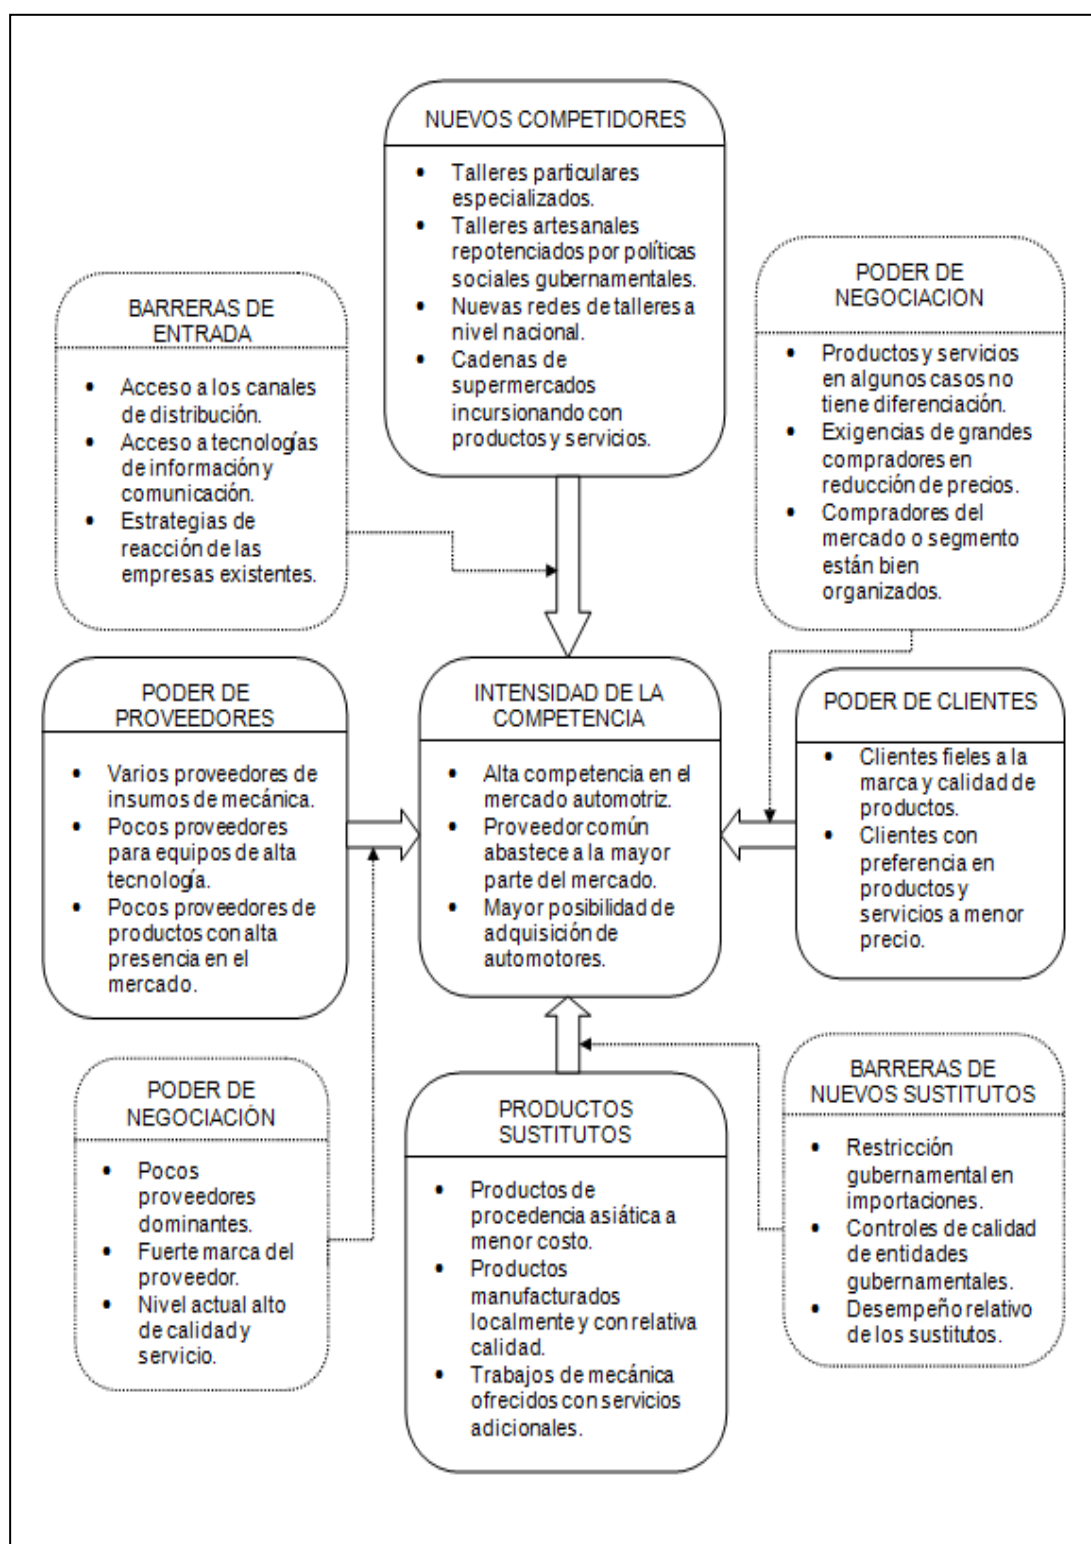 NUEVOS COMPETIDORES
• Talleres particulares
especializados.
• Talleres artesanales
repotenciados por políticas
sociales gubernamentales.
• Nuevas redes de talleres a
nivel nacional.
• Cadenas de
supermercados
incursionando con
productos y servicios.
BARRERAS DE
ENTRADA
• Acceso a los canales
de distribución.
• Acceso a tecnologías
de información y
comunicación.
• Estrategias de
reacción de las
empresas existentes.
PODER DE
NEGOCIACION
• Productos y servicios
en algunos casos no
tiene diferenciación.
• Exigencias de grandes
compradores en
reducción de precios.
• Compradores del
mercado o segmento
están bien
organizados.
PODER DE
PROVEEDORES
• Varios proveedores de
insumos de mecánica.
• Pocos proveedores
para equipos de alta
tecnología.
• Pocos proveedores de
productos con alta
presencia en el
mercado.
INTENSIDAD DE LA
COMPETENCIA
• Alta competencia en el
mercado automotriz.
• Proveedor común
abastece a la mayor
parte del mercado.
• Mayor posibilidad de
adquisición de
automotores.
PODER DE CLIENTES
• Clientes fieles a la
marca y calidad de
productos.
• Clientes con
preferencia en
productos y
servicios a menor
precio.
PODER DE
NEGOCIACIÓN
• Pocos
proveedores
dominantes.
• Fuerte marca del
proveedor.
• Nivel actual alto
de calidad y
servicio.
PRODUCTOS
SUSTITUTOS
• Productos de
procedencia asiática a
menor costo.
• Productos
manufacturados
localmente y con relativa
calidad.
• Trabajos de mecánica
ofrecidos con servicios
adicionales.
BARRERAS DE
NUEVOS SUSTITUTOS
• Restricción
gubernamental en
importaciones.
• Controles de calidad
de entidades
gubernamentales.
• Desempeño relativo
de los sustitutos.